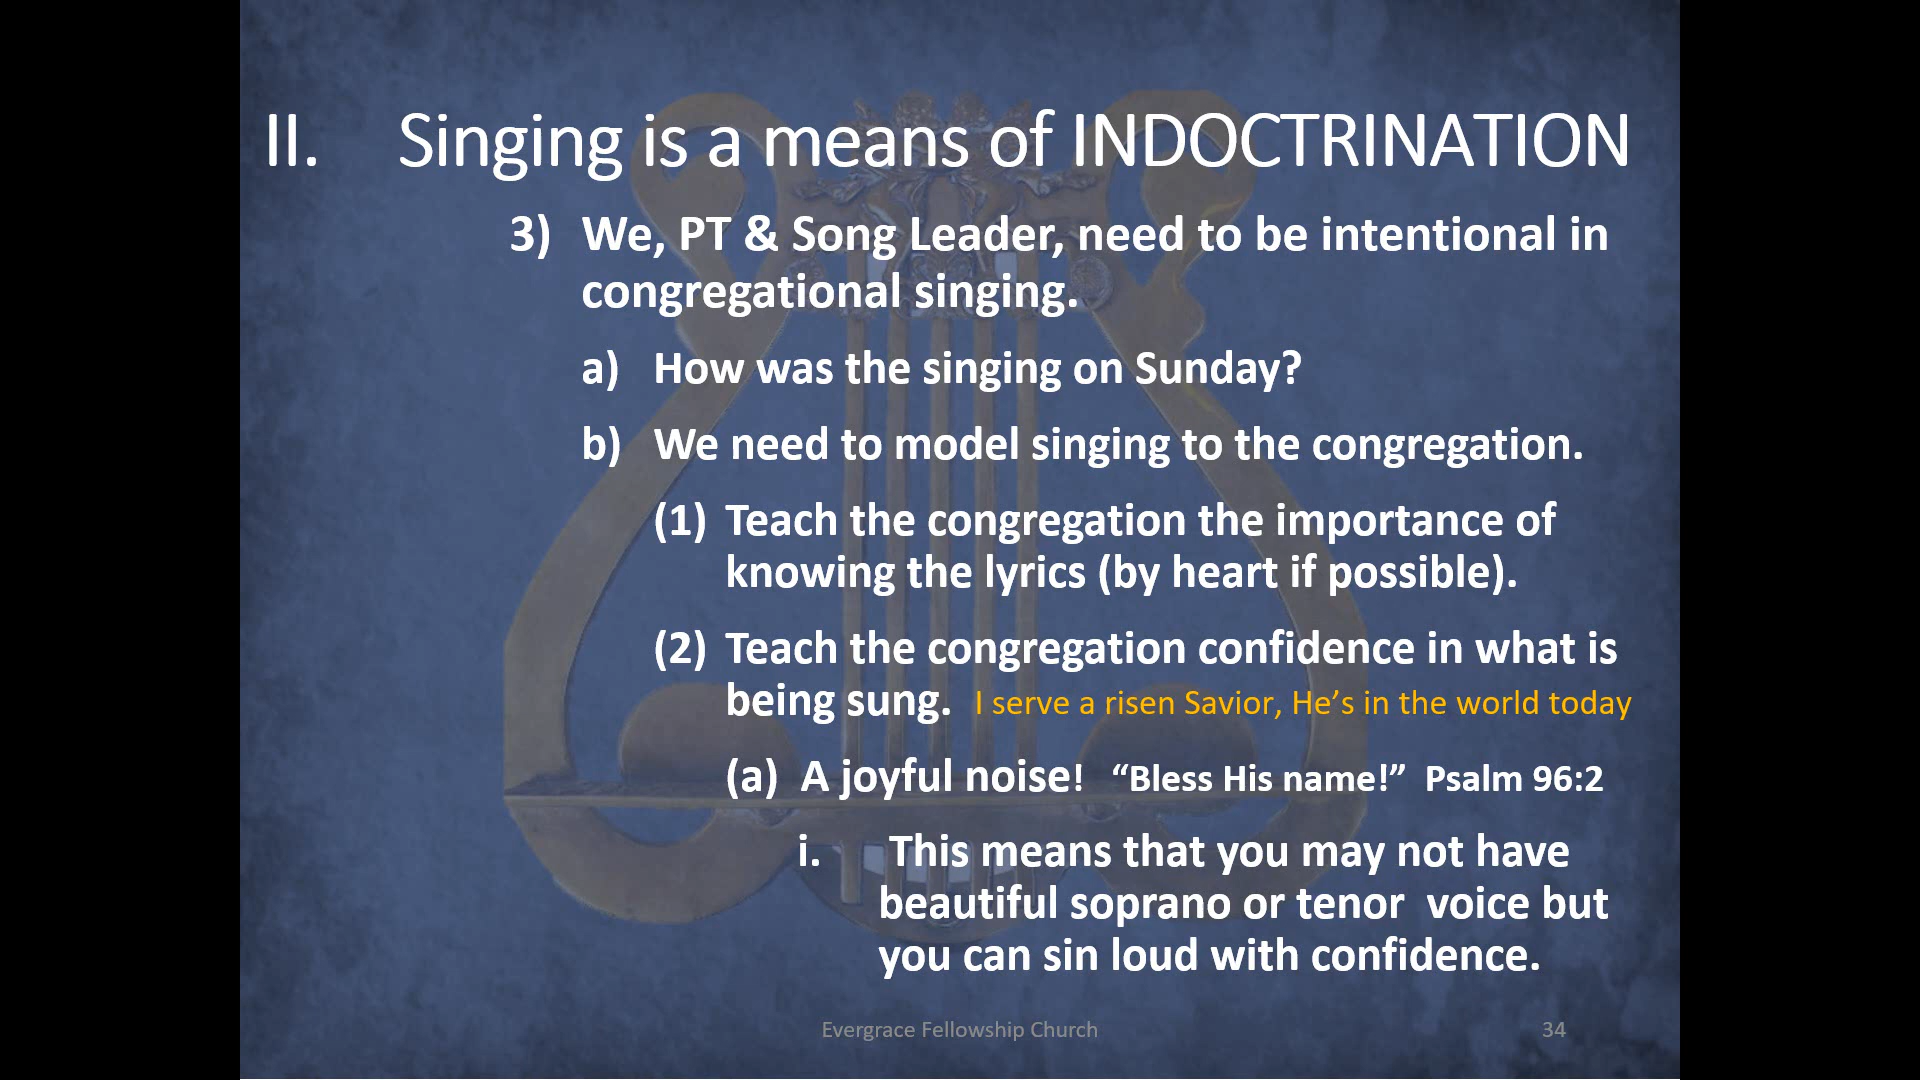 II. Singing is a means of INDOCTRINATION
3) We, PT & Song Leader, need to be intentional in
congregational singing.
a) How was the singing on Sunday?
b) We need to model singing to the congregation.
(1) Teach the congregation the importance of
knowing the lyrics (by heart if possible).
(2) Teach the congregation confidence in what is
being sung. I serve a risen Savior, He’s in the world today
(a) A joyful noise! “Bless His name!” Psalm 96:2
i. This means that you may not have
beautiful soprano or tenor voice but
you can sin loud with confidence.
Evergrace Fellowship Church 34